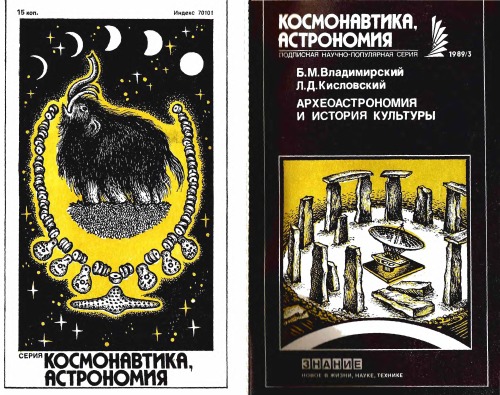 15 коп.
Индекс 70101
СЕРИЯ
КОСМОНАВТИКА,
АСТРОНОМИЯ
КОСМОНАВТИКА,
АСТРОНОМИЯ
ПОДПИСНАЯ НАУЧНО-ПОПУЛЯРНАЯ СЕРИЯ
1989/3
Б.М.Владимирский
Л.Д.Кисловский
АРХЕОАСТРОНОМИЯ
И ИСТОРИЯ КУЛЬТУРЫ
ЗНАНИЕ
НОВОЕ В ЖИЗНИ, НАУКЕ, ТЕХНИКЕ